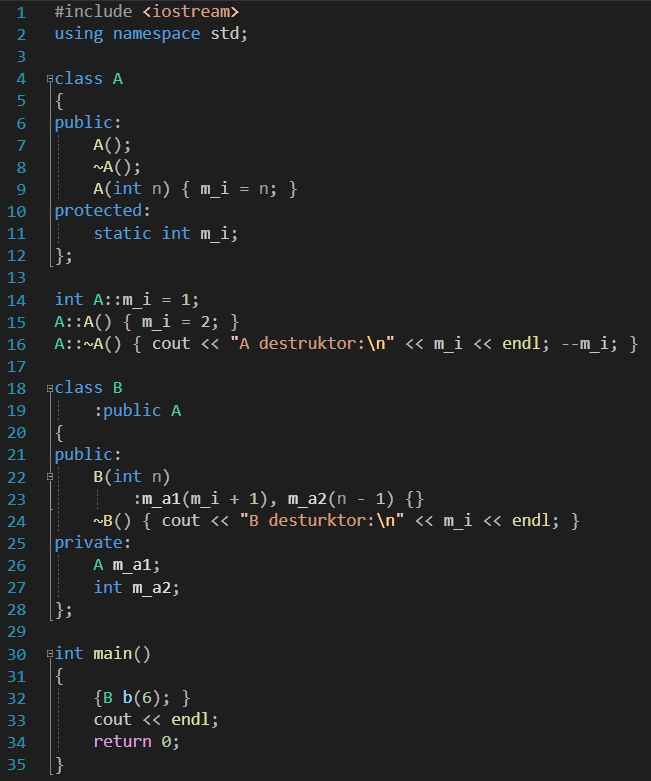 1 #include <iostream>
2 using namespace std;
3
4 class A
5 {
6 public:
7 A();
8 ~A();
9 A(int n) { m_i = n; }
10 protected:
11 static int m_i;
12 };
13
14 int A::m_i = 1;
15 A::A() { m_i = 2; }
16 A::~A() { cout << "A destruktor:\n" << m_i << endl; --m_i; }
17
18 class B
19 :public A
20 {
21 public:
22 B(int n)
23 :m_a1(m_i + 1), m_a2(n - 1) {}
24 ~B() { cout << "B desturktor:\n" << m_i << endl; }
25 private:
26 A m_a1;
27 int m_a2;
28 };
29
30 int main()
31 {
32 {B b(6); }
33 cout << endl;
34 return 0;
35 }